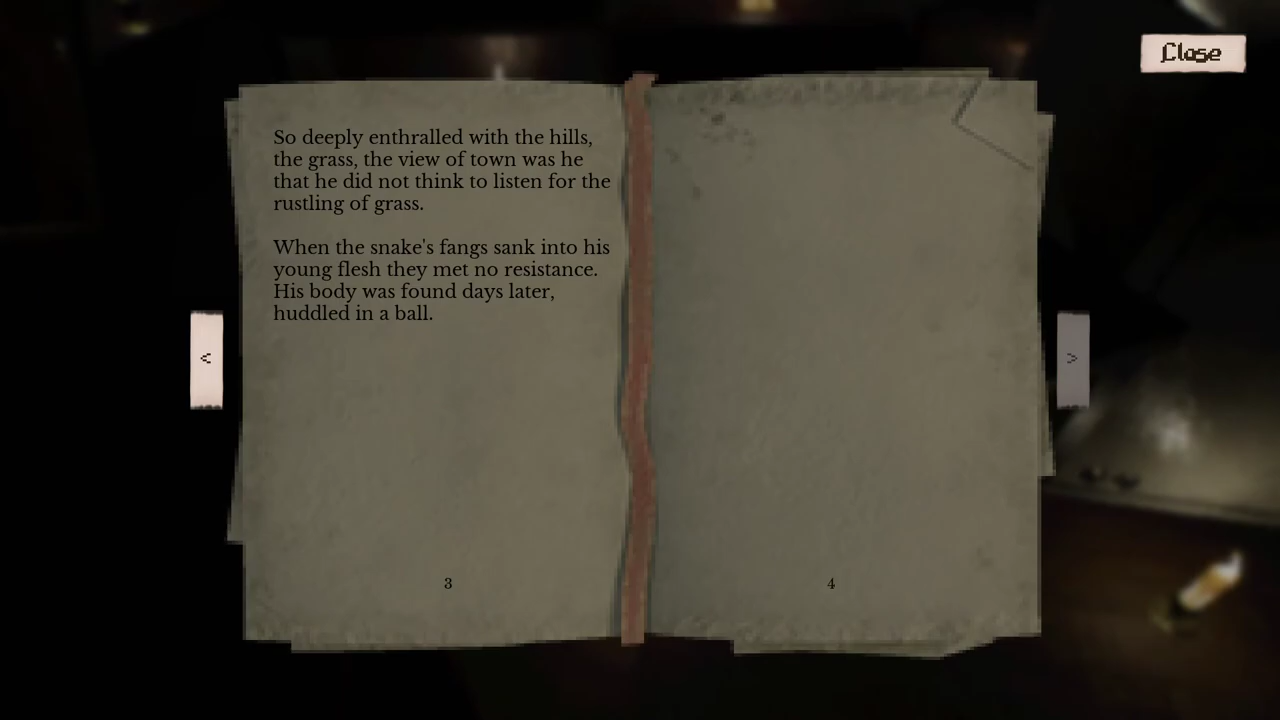 Close
So deeply enthralled with the hills,
the grass, the view of town was he
that he did not think to listen for the
rustling of grass.
When the snake's fangs sank into his
young flesh they met no resistance.
His body was found days later,
huddled in a ball.
<
>
3
4